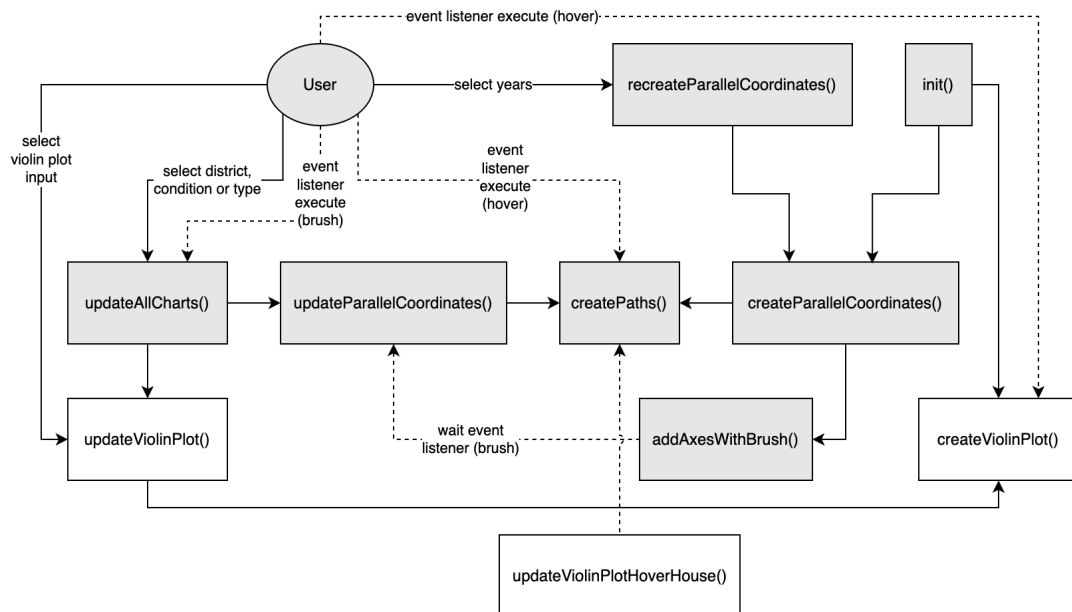 event listener execute (hover)
User
select years
recreateParallelCoordinates()
init()
select
violin plot
input
select district,
condition or type
event
listener
execute
(brush)
event
listener
execute
(hover)
updateAllCharts()
updateParallelCoordinates()
createPaths()
createParallelCoordinates()
updateViolinPlot()
wait event
listener (brush)
addAxesWithBrush()
createViolinPlot()
updateViolinPlotHoverHouse()